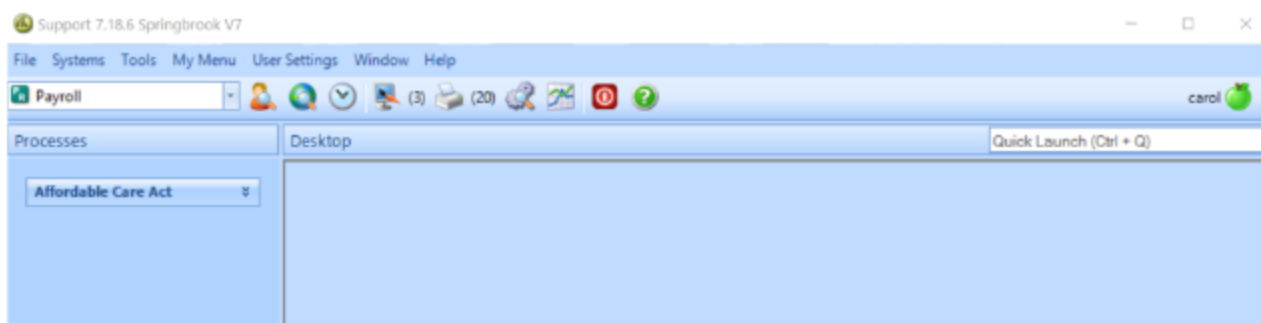 Support 7.18.6 Springbrook V7
File Systems Tools My Menu User Settings Window Help
Payroll (3) (20) carol
Processes Desktop Quick Launch (Ctrl + Q)
Affordable Care Act